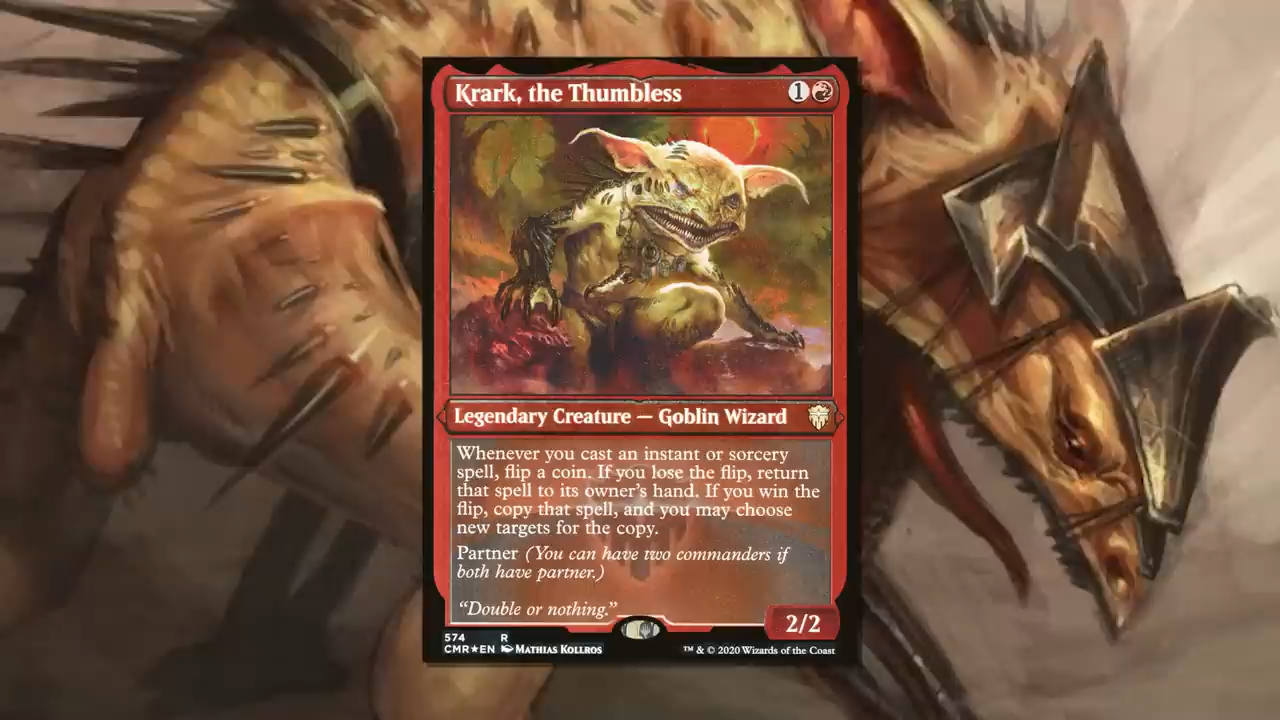 Krark, the Thumbless 1
Legendary Creature — Goblin Wizard
Whenever you cast an instant or sorcery
spell, flip a coin. If you lose the flip, return
that spell to its owner's hand. If you win the
flip, copy that spell, and you may choose
new targets for the copy.
Partner (You can have two commanders if
both have partner.)
"Double or nothing."
2/2
574 R
CMR★EN Mathias Kollros ™ & © 2020 Wizards of the Coast